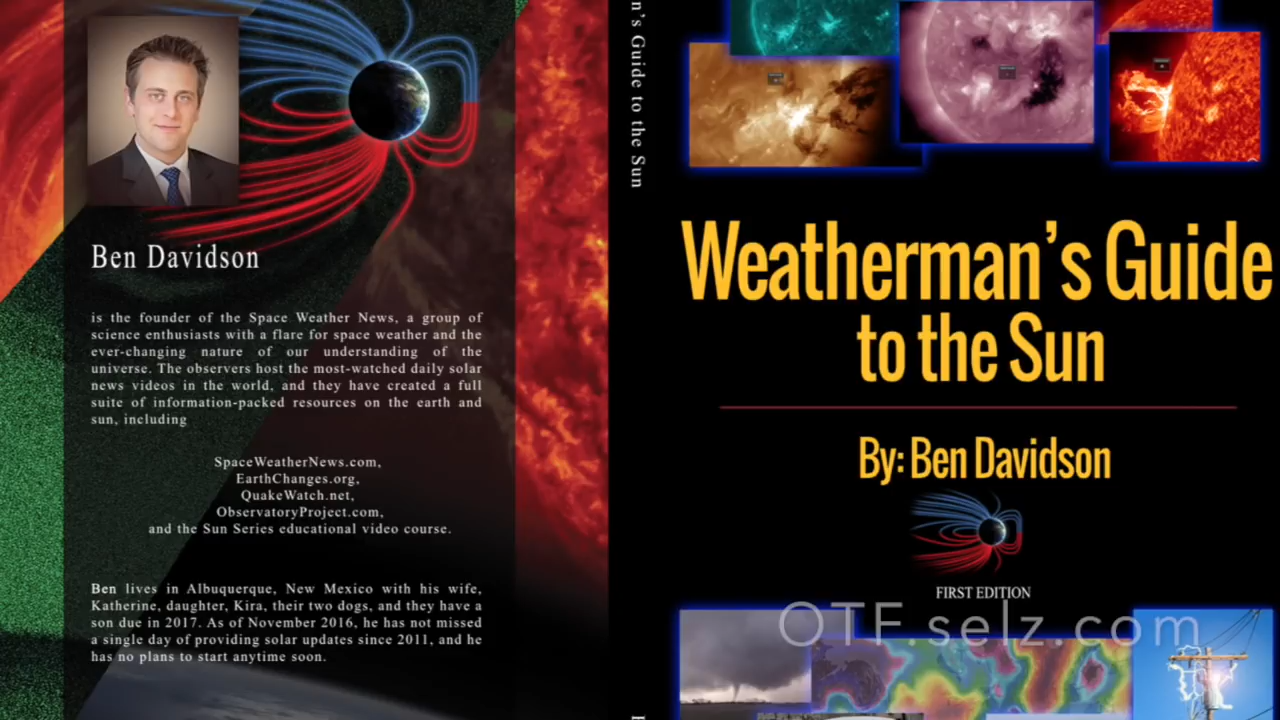 Ben Davidson
is the founder of the Space Weather News, a group of
science enthusiasts with a flare for space weather and the
ever-changing nature of our understanding of the
universe. The observers host the most-watched daily solar
news videos in the world, and they have created a full
suite of information-packed resources on the earth and
sun, including
SpaceWeatherNews.com,
EarthChanges.org,
QuakeWatch.net,
ObservatoryProject.com,
and the Sun Series educational video course.
Ben lives in Albuquerque, New Mexico with his wife,
Katherine, daughter, Kira, their two dogs, and they have a
son due in 2017. As of November 2016, he has not missed
a single day of providing solar updates since 2011, and he
has no plans to start anytime soon.
n's Guide to the Sun
Weatherman's Guide
to the Sun
By: Ben Davidson
FIRST EDITION
OTF.selz.com